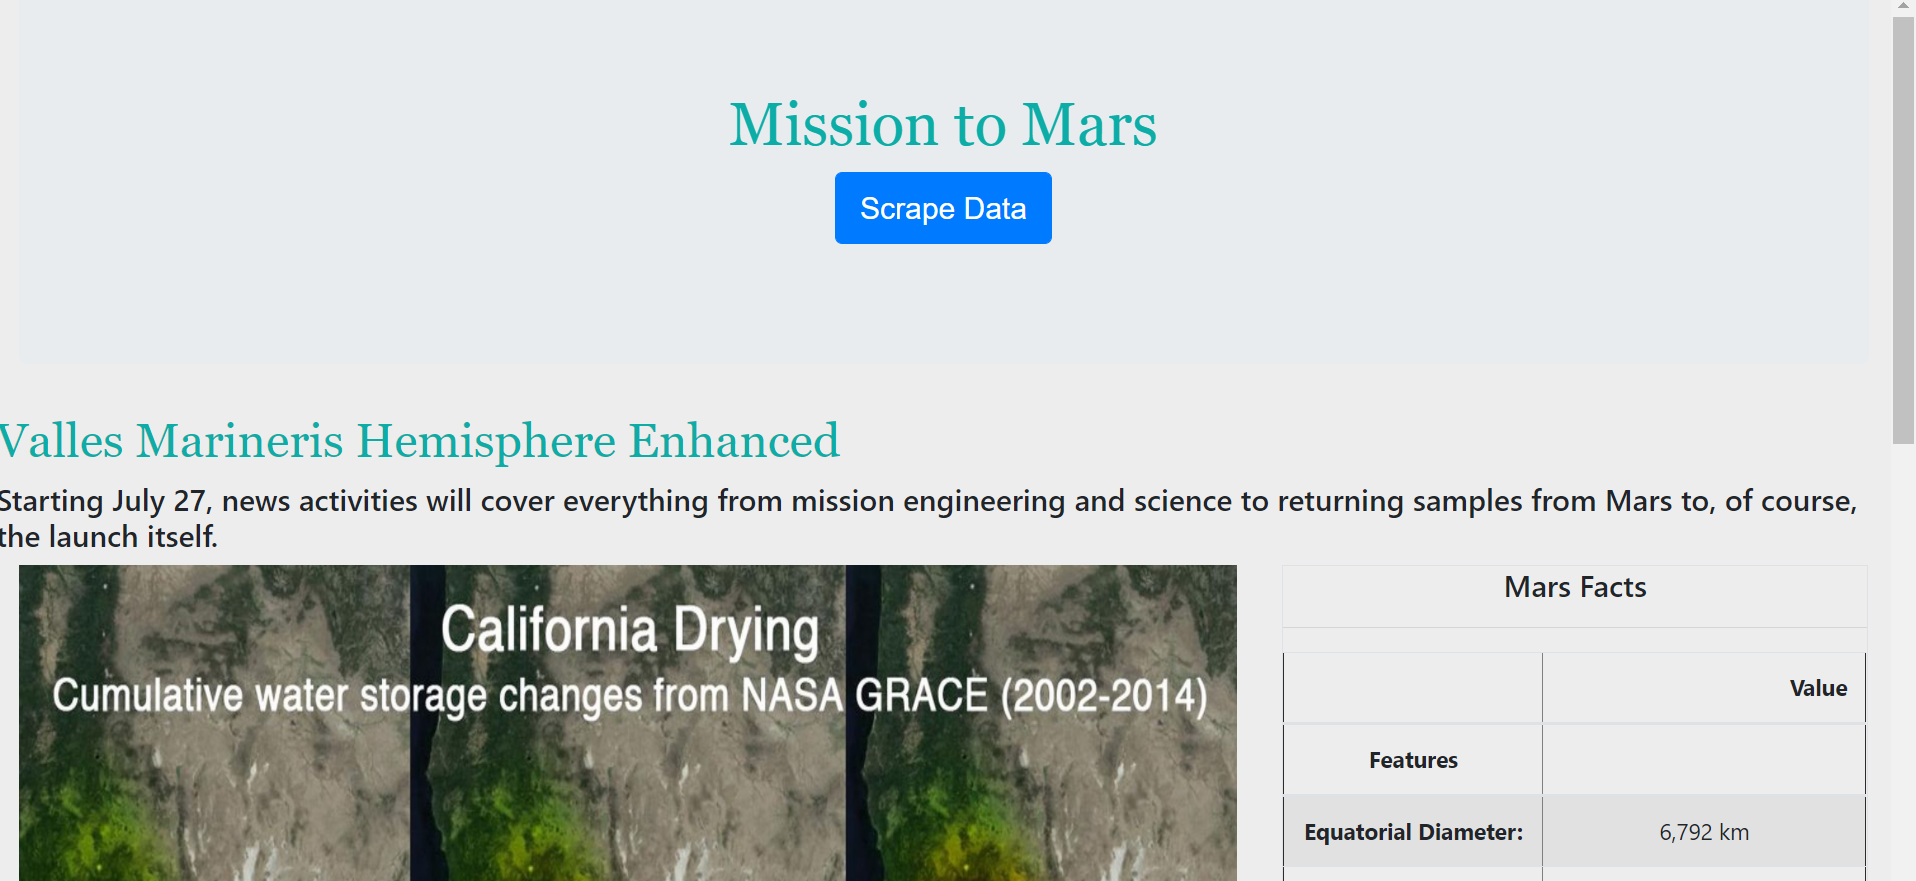 Mission to Mars
Scrape Data
Valles Marineris Hemisphere Enhanced
Starting July 27, news activities will cover everything from mission engineering and science to returning samples from Mars to, of course,
the launch itself.
California Drying
Cumulative water storage changes from NASA GRACE (2002-2014)
Mars Facts
Value
Features
Equatorial Diameter: 6,792 km